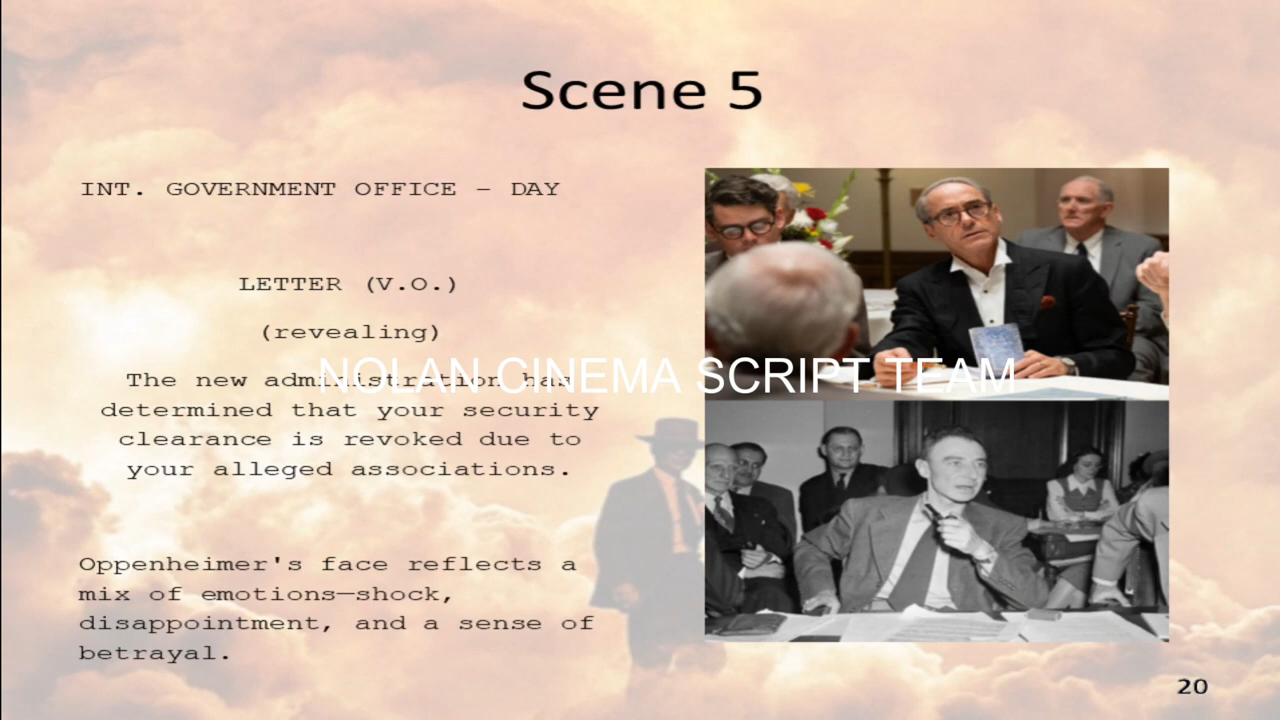 Scene 5
INT. GOVERNMENT OFFICE – DAY
LETTER (V.O.)
(revealing)
The new administration has
determined that your security
clearance is revoked due to
your alleged associations.
Oppenheimer's face reflects a
mix of emotions—shock,
disappointment, and a sense of
betrayal.
NOLAN CINEMA SCRIPT TEAM
20